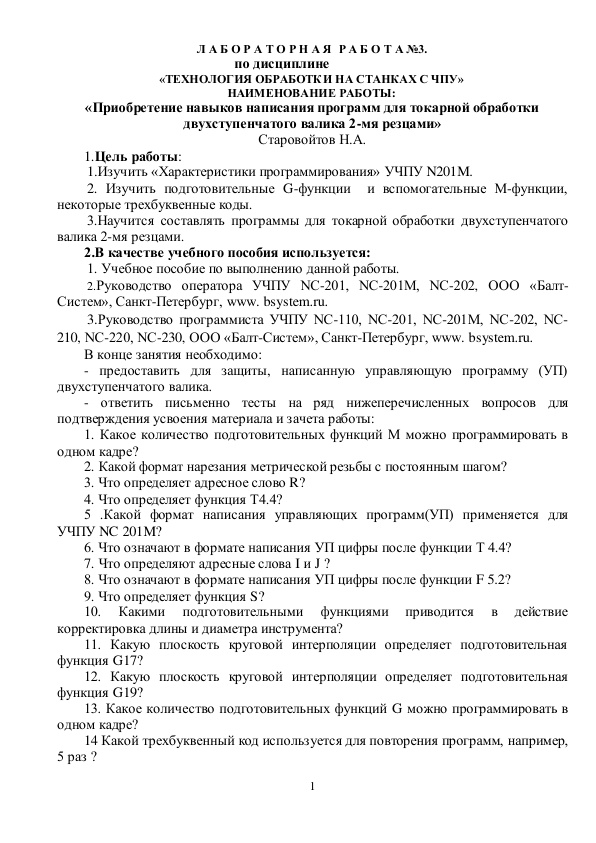 Л А Б О Р А Т О Р Н А Я Р А Б О Т А №3.
по дисциплине
«ТЕХНОЛОГИЯ ОБРАБОТКИ НА СТАНКАХ С ЧПУ»
НАИМЕНОВАНИЕ РАБОТЫ:
«Приобретение навыков написания программ для токарной обработки
двухступенчатого валика 2-мя резцами»
Старовойтов Н.А.
1.Цель работы:
1.Изучить «Характеристики программирования» УЧПУ N201M.
2. Изучить подготовительные G-функции и вспомогательные М-функции,
некоторые трехбуквенные коды.
3.Научится составлять программы для токарной обработки двухступенчатого
валика 2-мя резцами.
2.В качестве учебного пособия используется:
1. Учебное пособие по выполнению данной работы.
2.Руководство оператора УЧПУ NC-201, NC-201M, NC-202, ООО «Балт-
Систем», Санкт-Петербург, www. bsystem.ru.
3.Руководство программиста УЧПУ NC-110, NC-201, NC-201M, NC-202, NC-
210, NC-220, NC-230, ООО «Балт-Систем», Санкт-Петербург, www. bsystem.ru.
В конце занятия необходимо:
- предоставить для защиты, написанную управляющую программу (УП)
двухступенчатого валика.
- ответить письменно тесты на ряд нижеперечисленных вопросов для
подтверждения усвоения материала и зачета работы:
1. Какое количество подготовительных функций М можно программировать в
одном кадре?
2. Какой формат нарезания метрической резьбы с постоянным шагом?
3. Что определяет адресное слово R?
4. Что определяет функция Т4.4?
5 .Какой формат написания управляющих программ(УП) применяется для
УЧПУ NC 201M?
6. Что означают в формате написания УП цифры после функции Т 4.4?
7. Что определяют адресные слова I и J ?
8. Что означают в формате написания УП цифры после функции F 5.2?
9. Что определяет функция S?
10. Какими подготовительными функциями приводится в действие
корректировка длины и диаметра инструмента?
11. Какую плоскость круговой интерполяции определяет подготовительная
функция G17?
12. Какую плоскость круговой интерполяции определяет подготовительная
функция G19?
13. Какое количество подготовительных функций G можно программировать в
одном кадре?
14 Какой трехбуквенный код используется для повторения программ, например,
5 раз ?
1